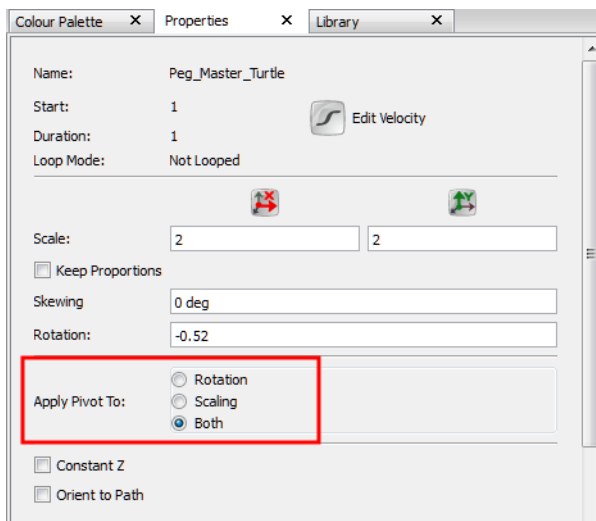 Colour Palette Properties Library
Name: Peg_Master_Turtle
Start: 1
Edit Velocity
Duration: 1
Loop Mode: Not Looped
Scale: 2 2
Keep Proportions
Skewing 0 deg
Rotation: -0.52
Rotation
Apply Pivot To: Scaling
Both
Constant Z
Orient to Path